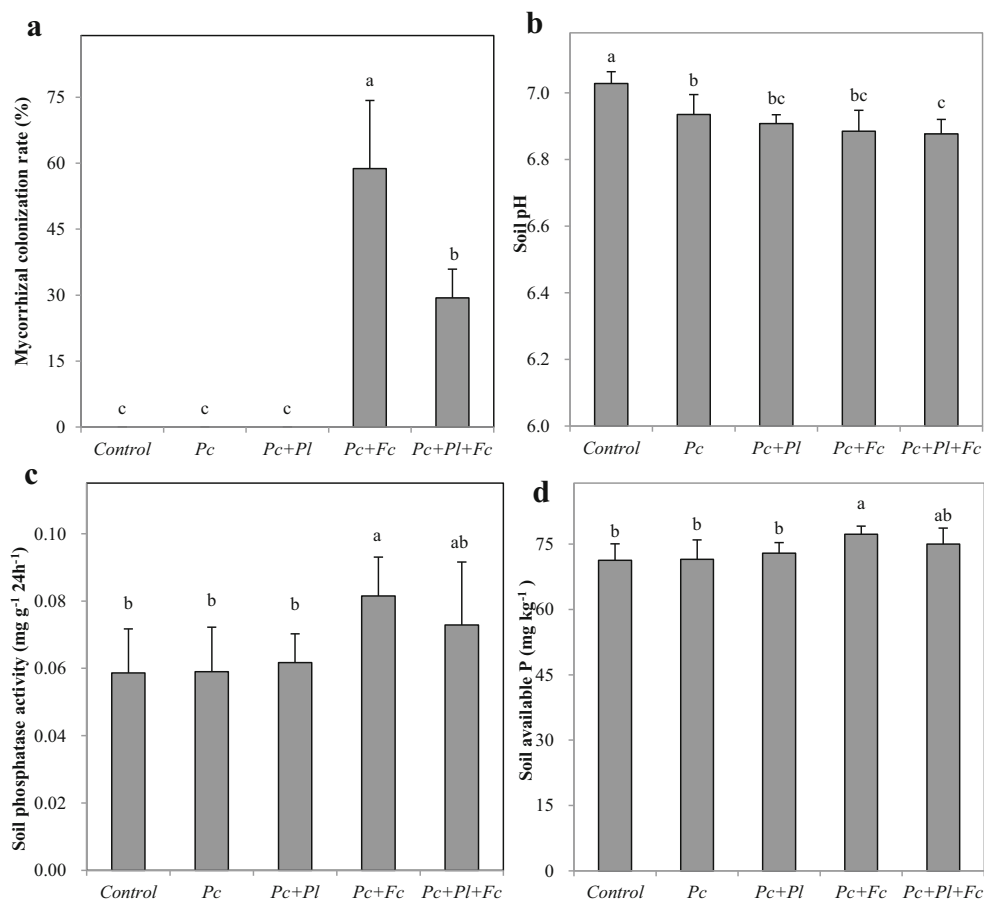 a
Mycorrhizal colonization rate (%)
75
60
45
30
15
0
c
c
c
a
b
Control
Pc
Pc+Pl
Pc+Fc
Pc+Pl+Fc
b
Soil pH
7.0
6.8
6.6
6.4
6.2
6.0
a
b
bc
bc
c
Control
Pc
Pc+Pl
Pc+Fc
Pc+Pl+Fc
c
Soil phosphatase activity (mg g⁻¹ 24h⁻¹)
0.10
0.08
0.06
0.04
0.02
0.00
b
b
b
a
ab
Control
Pc
Pc+Pl
Pc+Fc
Pc+Pl+Fc
d
Soil available P (mg kg⁻¹ )
75
60
45
30
15
0
b
b
b
a
ab
Control
Pc
Pc+Pl
Pc+Fc
Pc+Pl+Fc